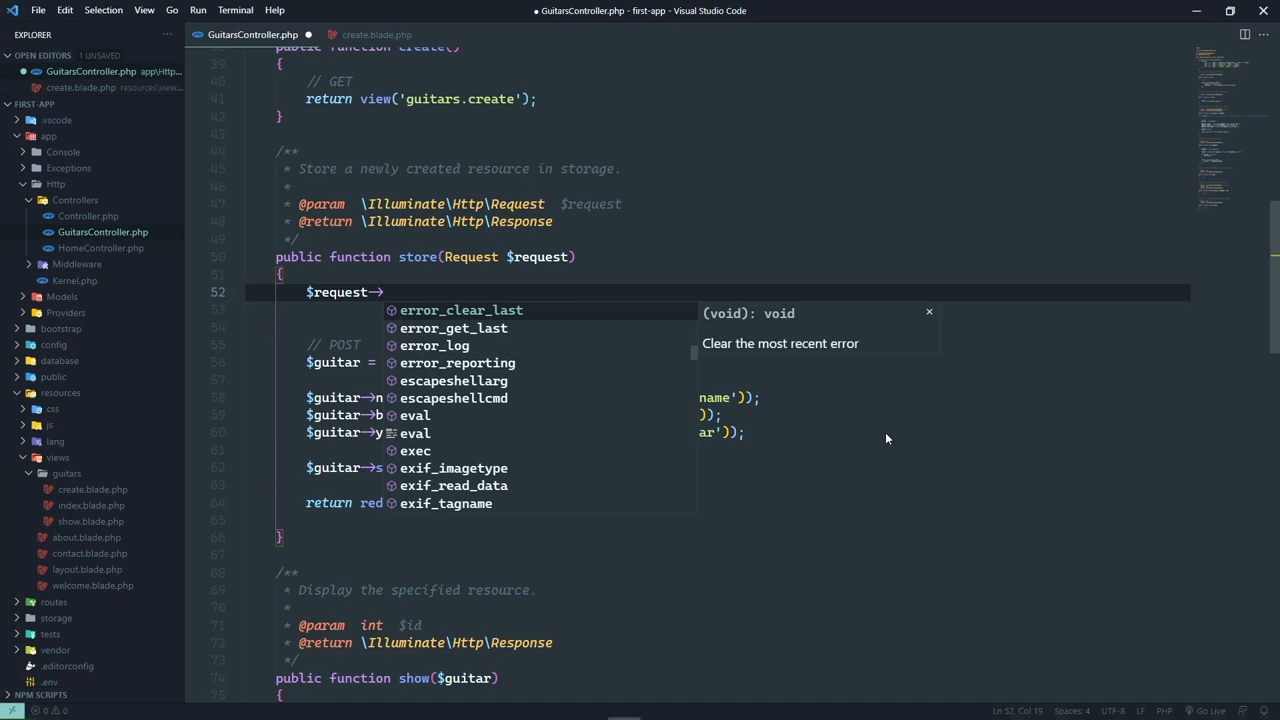 File Edit Selection View Go Run Terminal Help
● GuitarsController.php - first-app - Visual Studio Code
EXPLORER
OPEN EDITORS 1 UNSAVED
GuitarsController.php app\Http...
create.blade.php resources\view...
FIRST-APP
.vscode
app
Console
Exceptions
Http
Controllers
Controller.php
GuitarsController.php
HomeController.php
Middleware
Kernel.php
Models
Providers
bootstrap
config
database
public
resources
css
js
lang
views
guitars
create.blade.php
index.blade.php
show.blade.php
about.blade.php
contact.blade.php
layout.blade.php
welcome.blade.php
routes
storage
tests
vendor
.editorconfig
.env
NPM SCRIPTS
GuitarsController.php
create.blade.php
38 public function create()
39 {
40 // GET
41 return view('guitars.create');
42 }
43
44 /**
45 * Store a newly created resource in storage.
46 *
47 * @param \Illuminate\Http\Request $request
48 * @return \Illuminate\Http\Response
49 */
50 public function store(Request $request)
51 {
52 $request->
53
54
55 // POST
56 $guitar =
57
58 $guitar->n name'));
59 $guitar->b ));
60 $guitar->y ar'));
61
62 $guitar->s
63
64 return red
65
66 }
67
68 /**
69 * Display the specified resource.
70 *
71 * @param int $id
72 * @return \Illuminate\Http\Response
73 */
74 public function show($guitar)
75 {
error_clear_last
error_get_last
error_log
error_reporting
escapeshellarg
escapeshellcmd
eval
eval
exec
exif_imagetype
exif_read_data
exif_tagname
(void): void
Clear the most recent error
0 0
Ln 52, Col 19 Spaces: 4 UTF-8 LF PHP Go Live